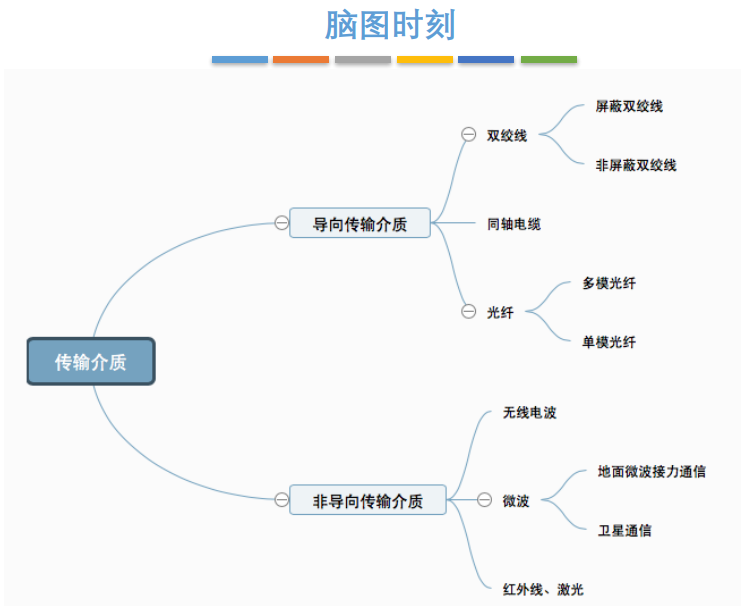 脑图时刻
传输介质
导向传输介质
双绞线
屏蔽双绞线
非屏蔽双绞线
同轴电缆
光纤
多模光纤
单模光纤
非导向传输介质
无线电波
微波
地面微波接力通信
卫星通信
红外线、激光